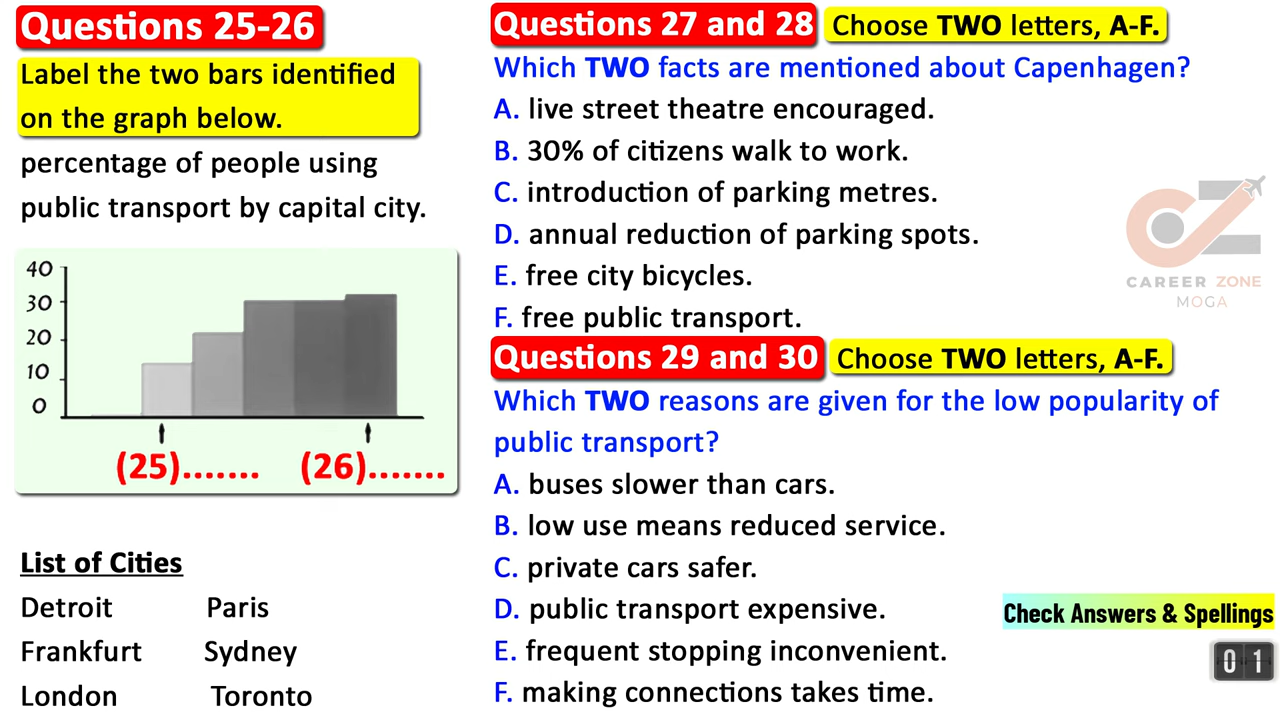 Questions 25-26
Label the two bars identified
on the graph below.
percentage of people using
public transport by capital city.
40
30
20
10
0
(25)....... (26).......
List of Cities
Detroit Paris
Frankfurt Sydney
London Toronto
Questions 27 and 28 Choose TWO letters, A-F.
Which TWO facts are mentioned about Capenhagen?
A. live street theatre encouraged.
B. 30% of citizens walk to work.
C. introduction of parking metres.
D. annual reduction of parking spots.
E. free city bicycles.
F. free public transport.
CAREER ZONE
MOGA
Questions 29 and 30 Choose TWO letters, A-F.
Which TWO reasons are given for the low popularity of
public transport?
A. buses slower than cars.
B. low use means reduced service.
C. private cars safer.
D. public transport expensive.
E. frequent stopping inconvenient.
F. making connections takes time.
Check Answers & Spellings
01